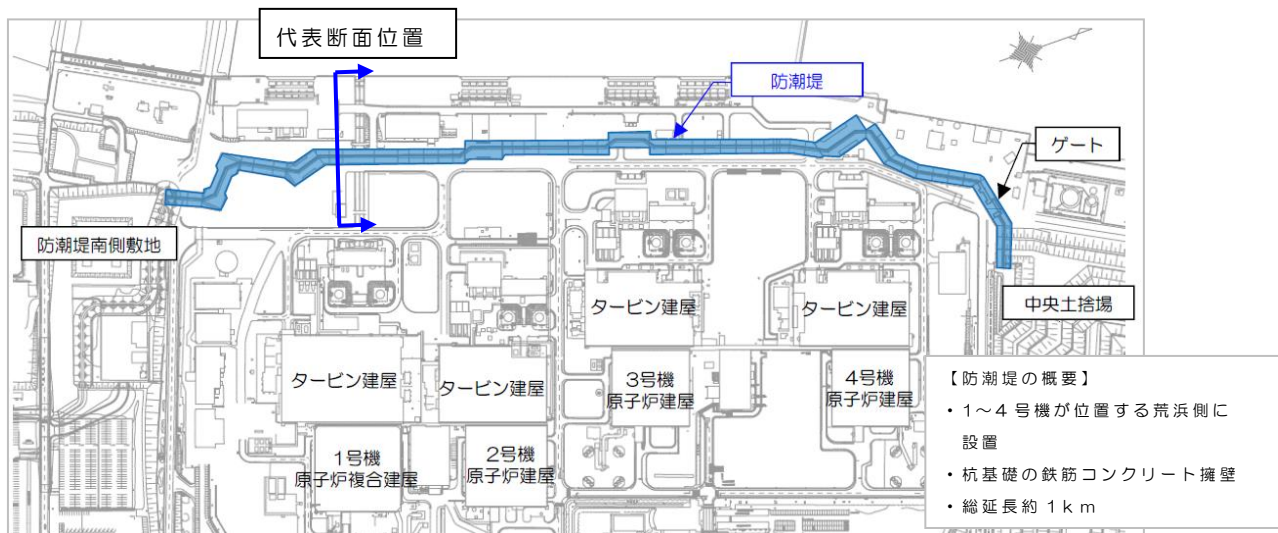 代表断面位置
防潮堤
ゲート
防潮堤南側敷地
中央土捨場
タービン建屋
タービン建屋
タービン建屋
タービン建屋
3号機
原子炉建屋
4号機
原子炉建屋
1号機
原子炉複合建屋
2号機
原子炉建屋
【防潮堤の概要】
・1~4号機が位置する荒浜側に
設置
・杭基礎の鉄筋コンクリート擁壁
・総延長約1km